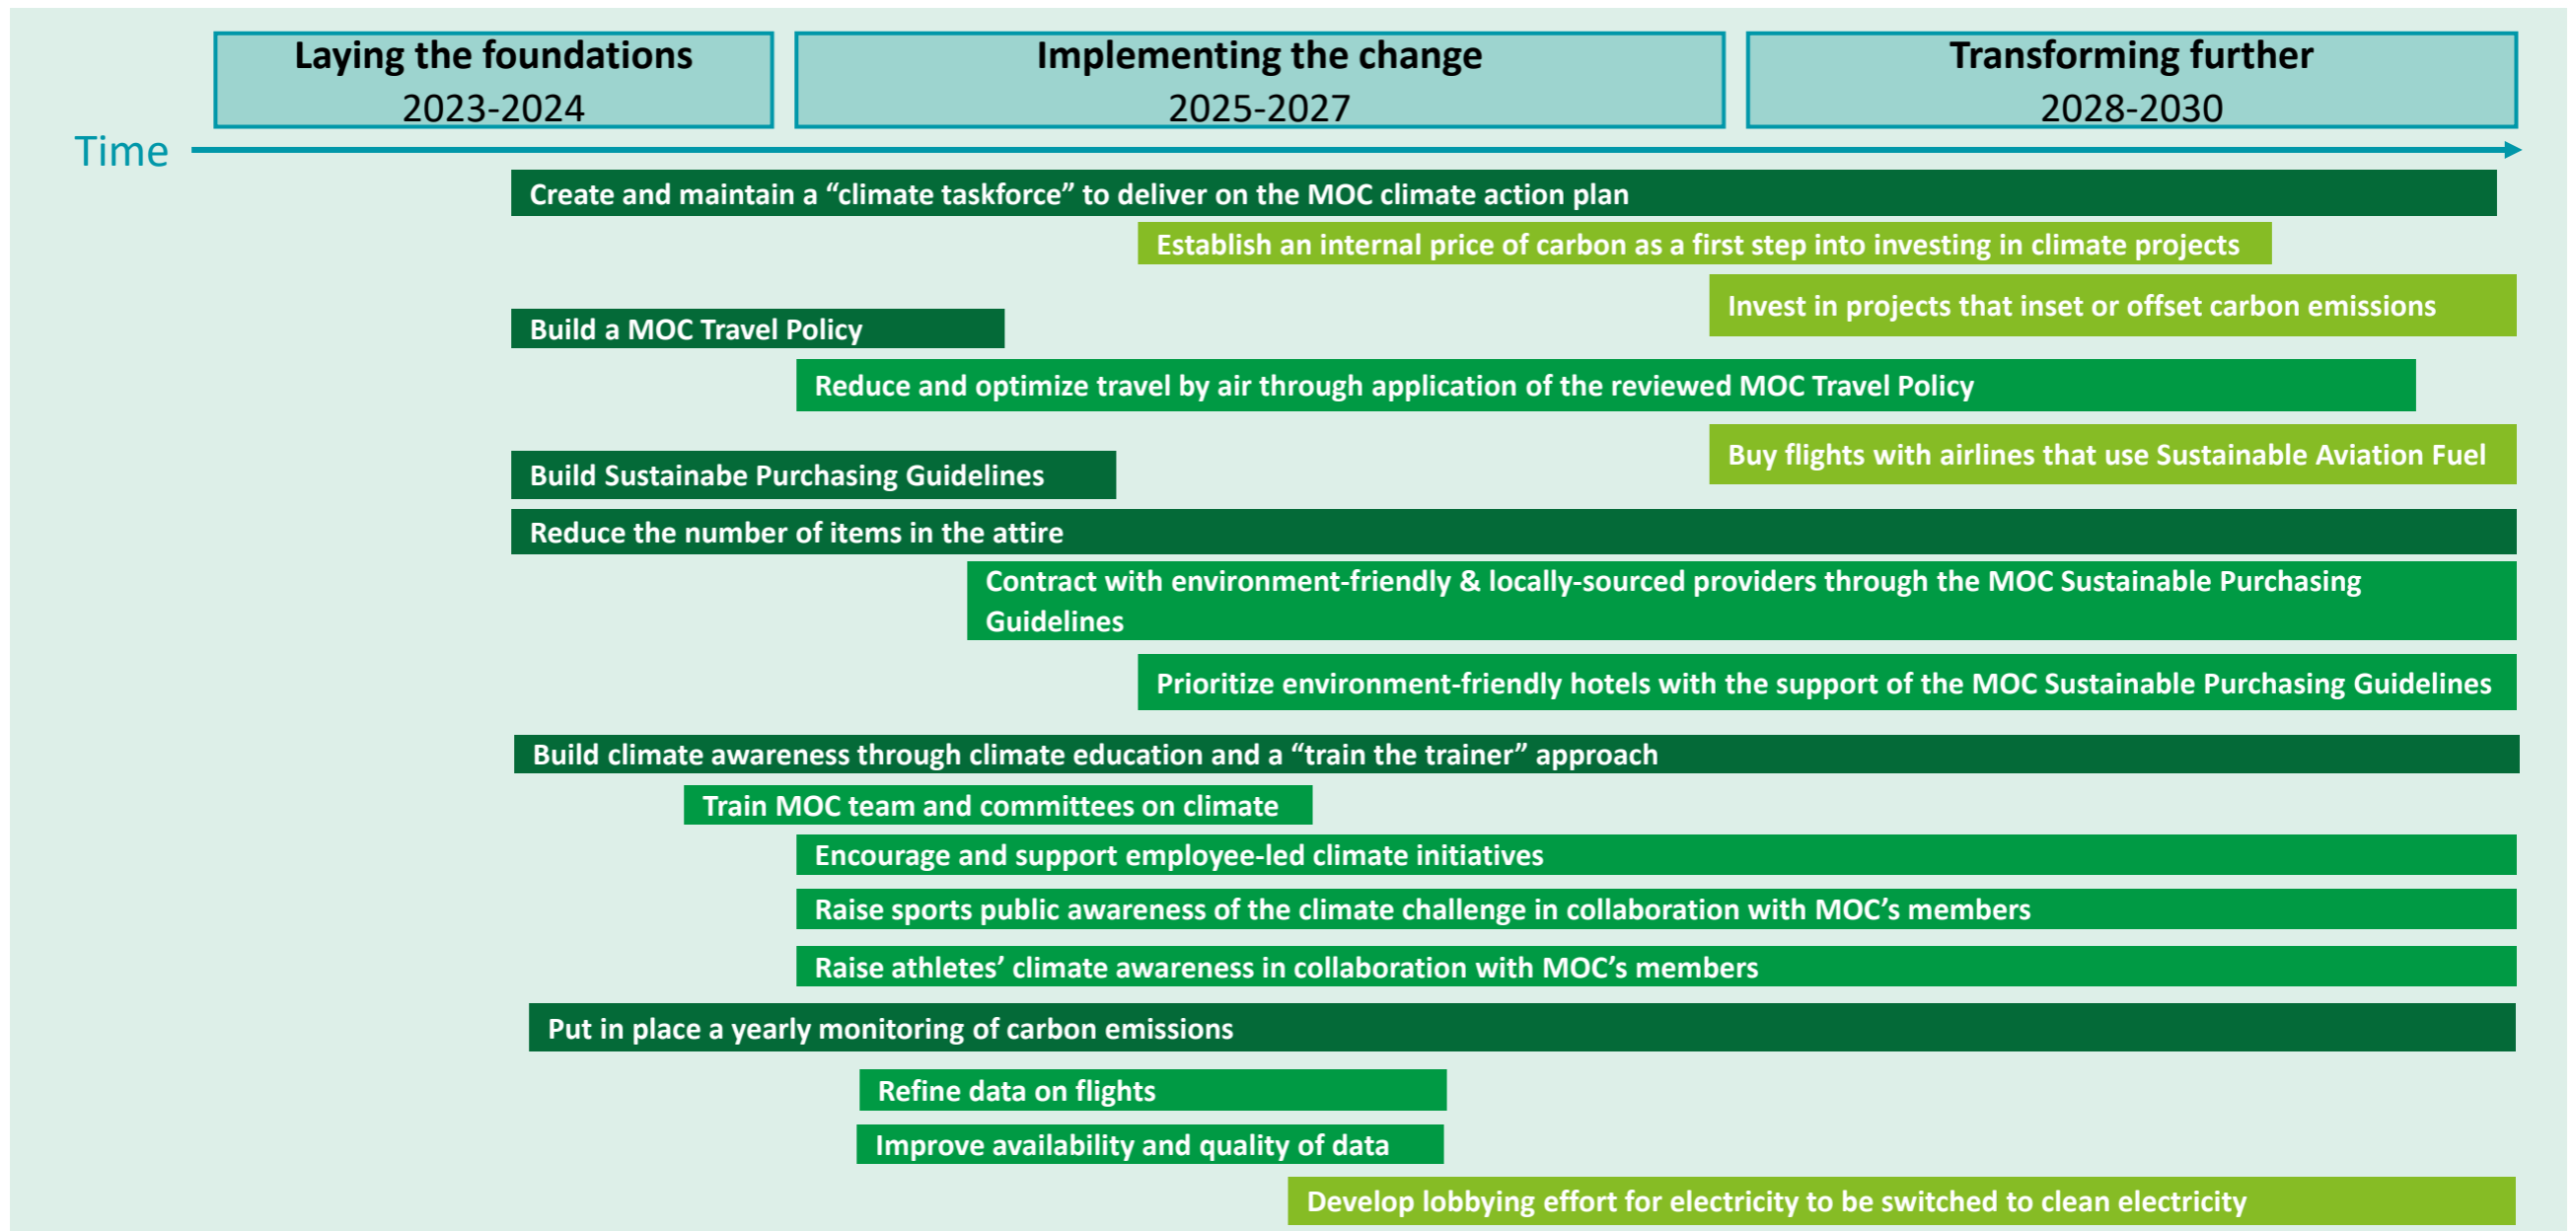 Laying the foundations
2023-2024
Implementing the change
2025-2027
Transforming further
2028-2030
Time
Create and maintain a “climate taskforce” to deliver on the MOC climate action plan
Establish an internal price of carbon as a first step into investing in climate projects
Invest in projects that inset or offset carbon emissions
Build a MOC Travel Policy
Reduce and optimize travel by air through application of the reviewed MOC Travel Policy
Buy flights with airlines that use Sustainable Aviation Fuel
Build Sustainabe Purchasing Guidelines
Reduce the number of items in the attire
Contract with environment-friendly & locally-sourced providers through the MOC Sustainable Purchasing
Guidelines
Prioritize environment-friendly hotels with the support of the MOC Sustainable Purchasing Guidelines
Build climate awareness through climate education and a “train the trainer” approach
Train MOC team and committees on climate
Encourage and support employee-led climate initiatives
Raise sports public awareness of the climate challenge in collaboration with MOC’s members
Raise athletes’ climate awareness in collaboration with MOC’s members
Put in place a yearly monitoring of carbon emissions
Refine data on flights
Improve availability and quality of data
Develop lobbying effort for electricity to be switched to clean electricity